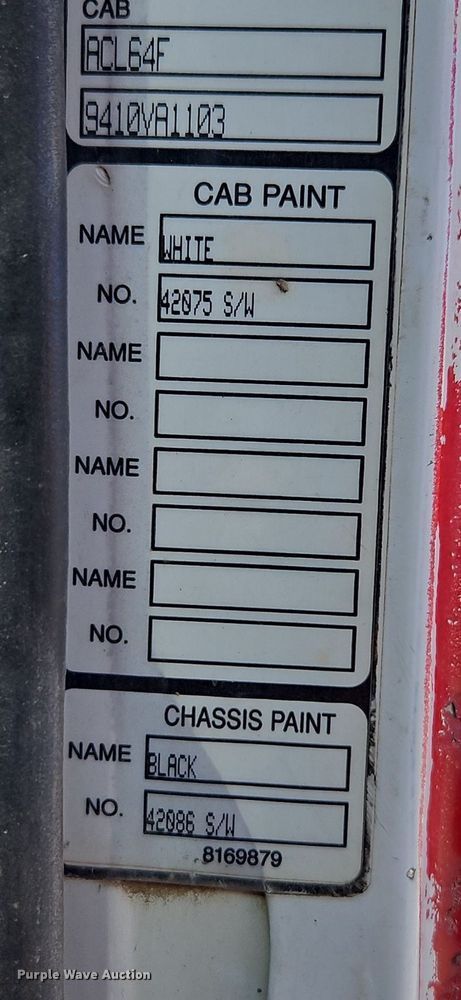 CAB
ACL64F
9410VA1103
CAB PAINT
NAME WHITE
NO. 42075 S/W
NAME
NO.
NAME
NO.
NAME
NO.
CHASSIS PAINT
NAME BLACK
NO. 42086 S/W
8169879
Purple Wave Auction